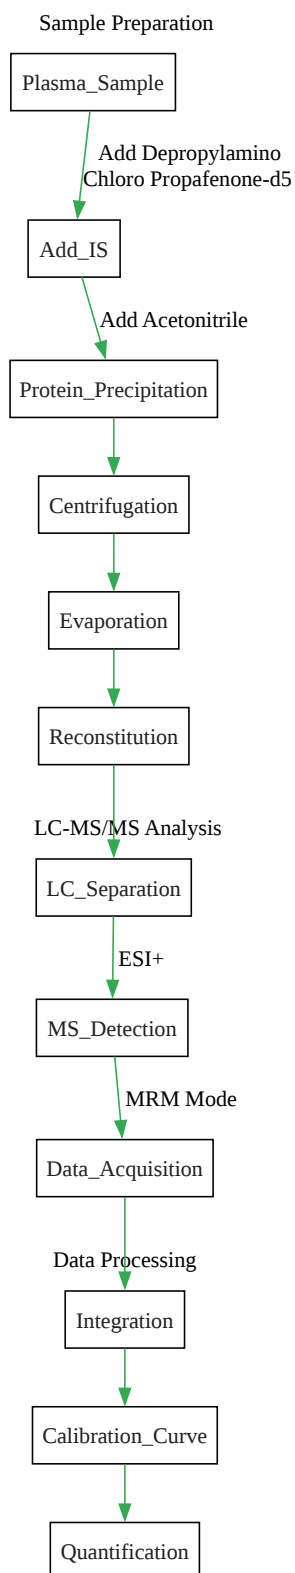 Sample Preparation
Plasma_Sample
Add Depropylamino
Chloro Propafenone-d5
Add_IS
Add Acetonitrile
Protein_Precipitation
Centrifugation
Evaporation
Reconstitution
LC-MS/MS Analysis
LC_Separation
ESI+
MS_Detection
MRM Mode
Data_Acquisition
Data Processing
Integration
Calibration_Curve
Quantification